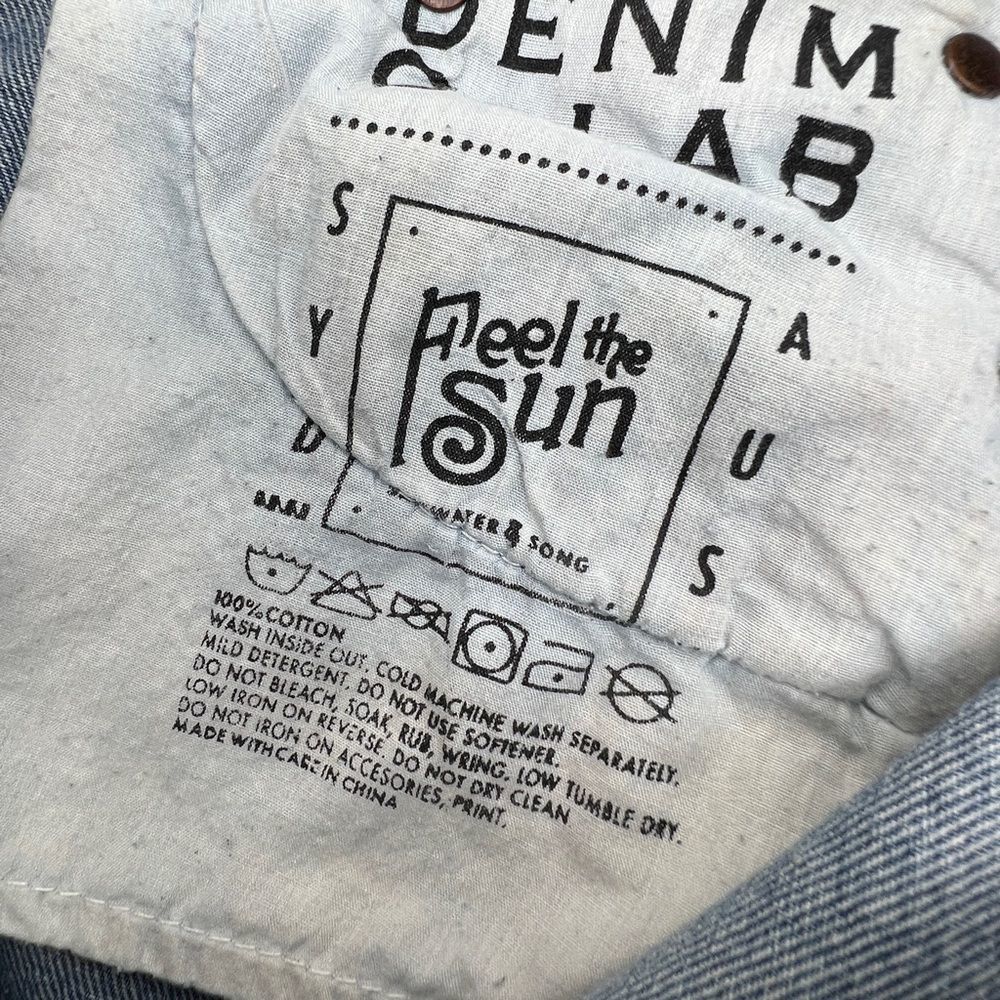 DENIM
& LAB
SYD
AUS
Feel the
Sun
WATER & SONG
100% COTTON
WASH INSIDE OUT. COLD MACHINE WASH SEPARATELY.
MILD DETERGENT. DO NOT USE SOFTENER.
DO NOT BLEACH, SOAK, RUB, WRING. LOW TUMBLE DRY.
LOW IRON ON REVERSE. DO NOT DRY CLEAN
DO NOT IRON ON ACCESORIES, PRINT.
MADE WITH CARE IN CHINA